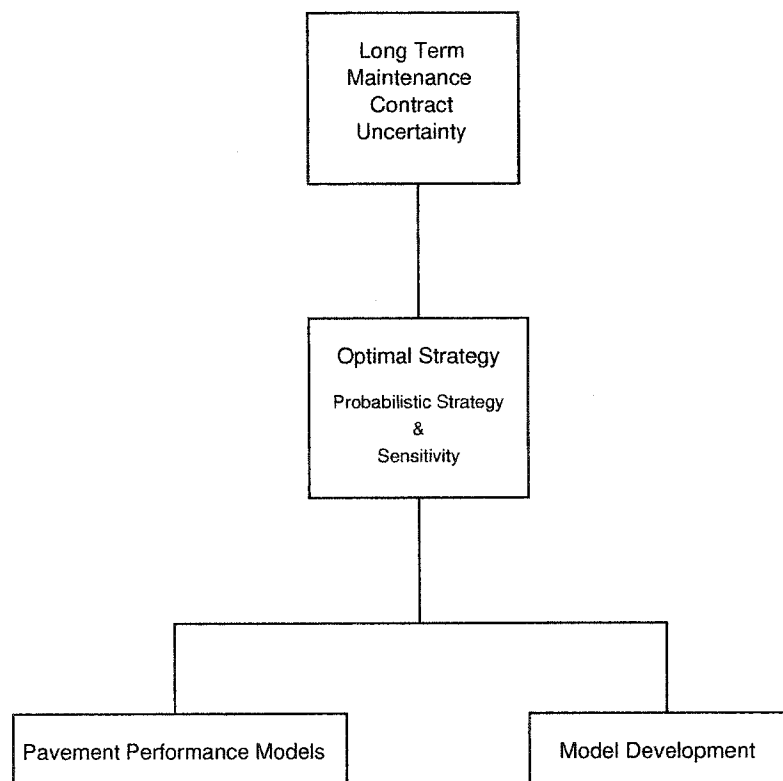 Long Term
Maintenance
Contract
Uncertainty
Optimal Strategy
Probabilistic Strategy
&
Sensitivity
Pavement Performance Models
Model Development